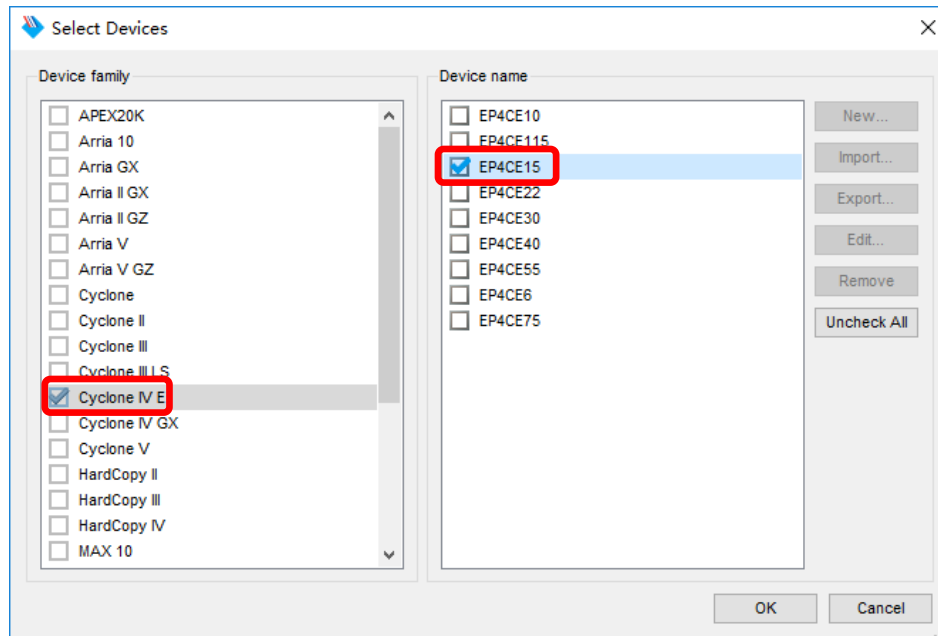 Select Devices
Device family
APEX20K
Arria 10
Arria GX
Arria II GX
Arria II GZ
Arria V
Arria V GZ
Cyclone
Cyclone II
Cyclone III
Cyclone III LS
Cyclone IV E
Cyclone IV GX
Cyclone V
HardCopy II
HardCopy III
HardCopy IV
MAX 10
Device name
EP4CE10
EP4CE115
EP4CE15
EP4CE22
EP4CE30
EP4CE40
EP4CE55
EP4CE6
EP4CE75
New...
Import...
Export...
Edit...
Remove
Uncheck All
OK
Cancel